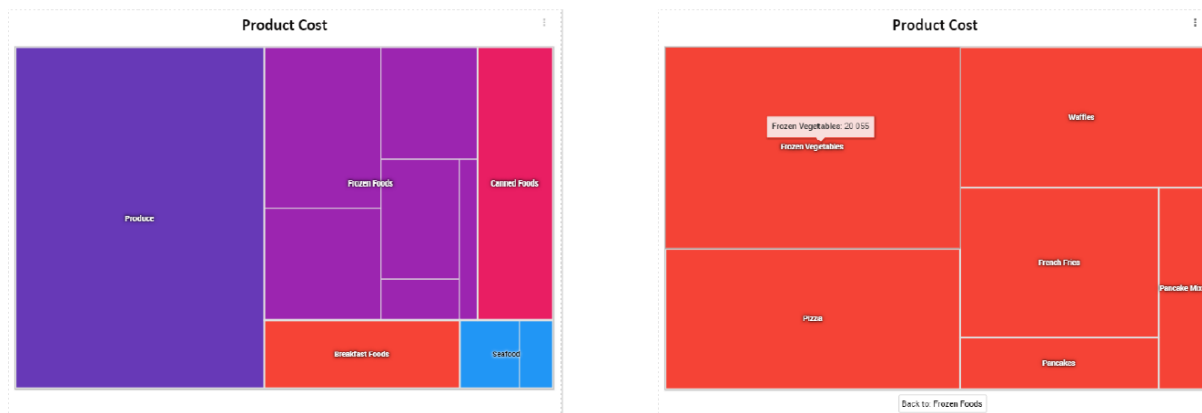 Product Cost
Produce
Frozen Foods
Canned Foods
Breakfast Foods
Seafood
Product Cost
Frozen Vegetables: 20 055
Frozen Vegetables
Waffles
French Fries
Pancake Mix
Pizza
Pancakes
Back to: Frozen Foods